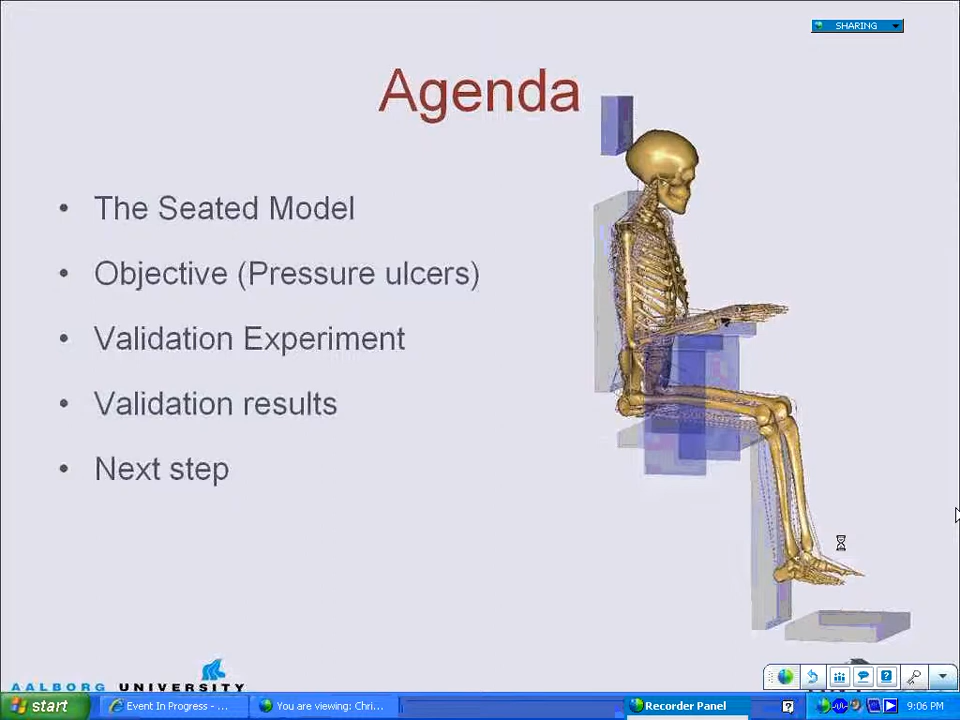 SHARING
Agenda
• The Seated Model
• Objective (Pressure ulcers)
• Validation Experiment
• Validation results
• Next step
AALBORG UNIVERSITY
start
Event In Progress - ...
You are viewing: Chri...
Recorder Panel
9:06 PM